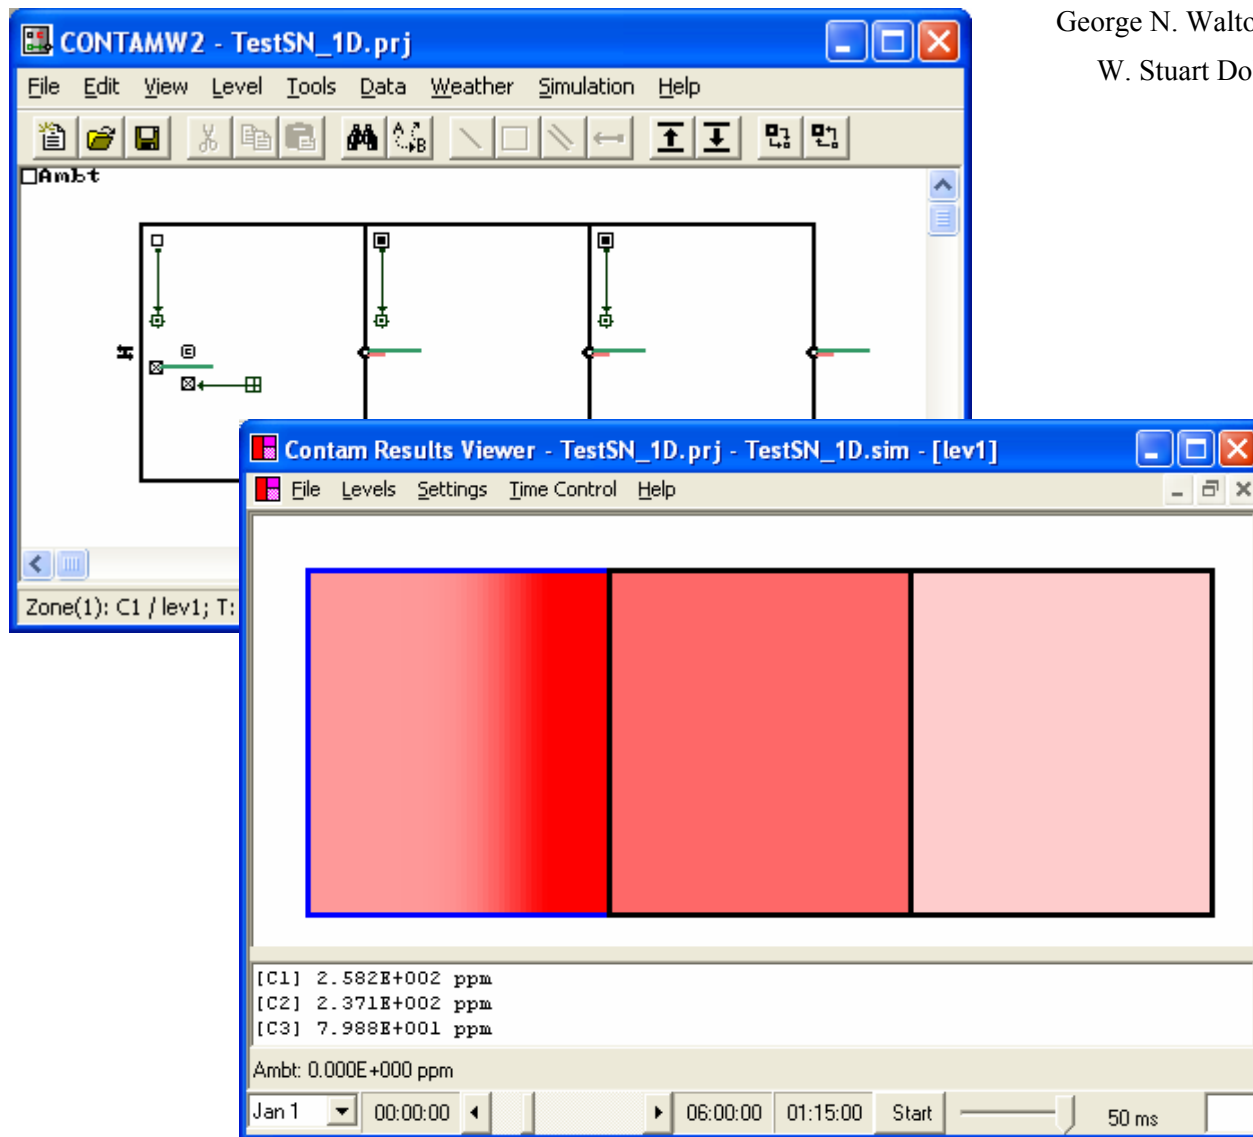 George N. Walto
W. Stuart Do
CONTAMW2 - TestSN_1D.prj
File Edit View Level Tools Data Weather Simulation Help
Ambt
Zone(1): C1 / lev1; T:
Contam Results Viewer - TestSN_1D.prj - TestSN_1D.sim - [lev1]
File Levels Settings Time Control Help
[C1] 2.582E+002 ppm
[C2] 2.371E+002 ppm
[C3] 7.988E+001 ppm
Ambt: 0.000E+000 ppm
Jan 1 00:00:00 06:00:00 01:15:00 Start 50 ms